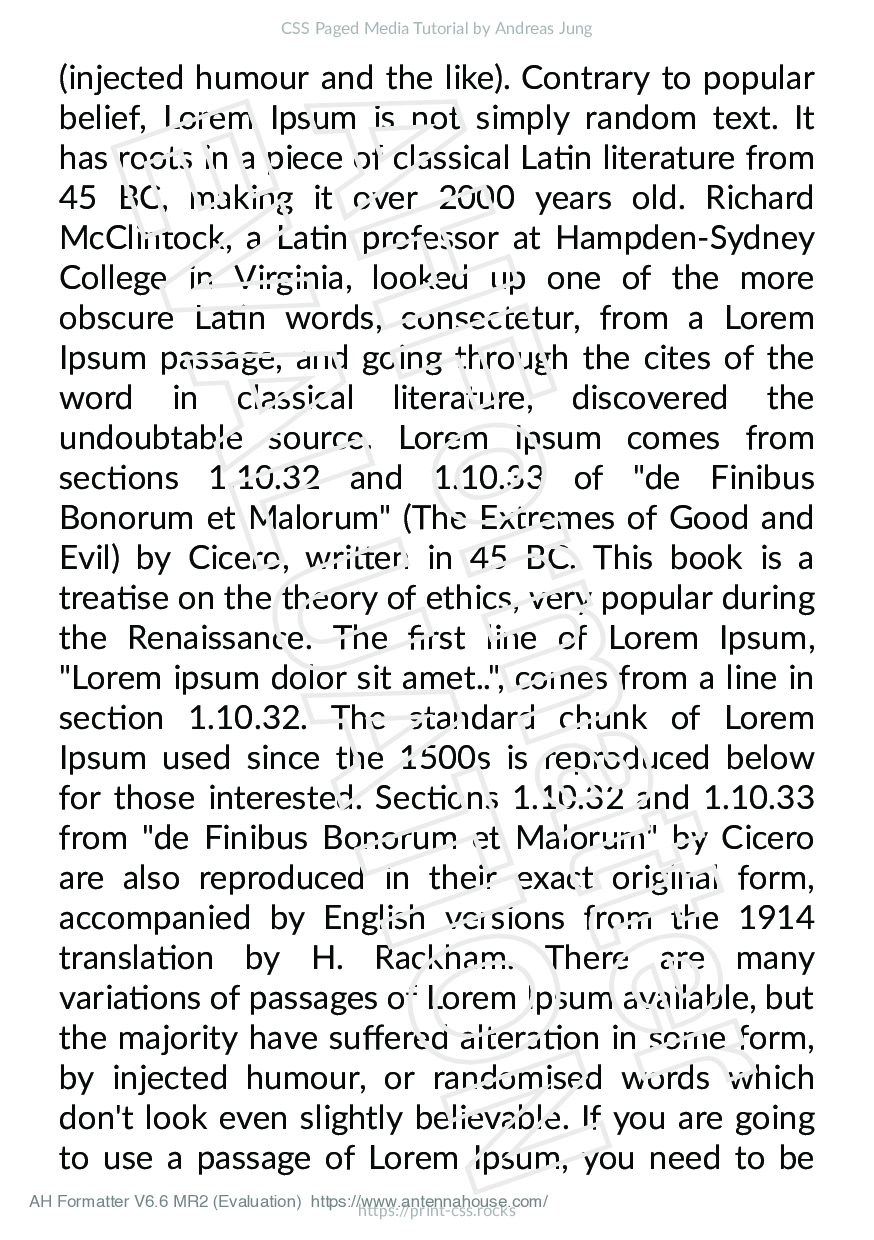 CSS Paged Media Tutorial by Andreas Jung
(injected humour and the like). Contrary to popular
belief, Lorem Ipsum is not simply random text. It
has roots in a piece of classical Latin literature from
45 BC, making it over 2000 years old. Richard
McClintock, a Latin professor at Hampden-Sydney
College in Virginia, looked up one of the more
obscure Latin words, consectetur, from a Lorem
Ipsum passage, and going through the cites of the
word in classical literature, discovered the
undoubtable source. Lorem Ipsum comes from
sections 1.10.32 and 1.10.33 of "de Finibus
Bonorum et Malorum" (The Extremes of Good and
Evil) by Cicero, written in 45 BC. This book is a
treatise on the theory of ethics, very popular during
the Renaissance. The first line of Lorem Ipsum,
"Lorem ipsum dolor sit amet..", comes from a line in
section 1.10.32. The standard chunk of Lorem
Ipsum used since the 1500s is reproduced below
for those interested. Sections 1.10.32 and 1.10.33
from "de Finibus Bonorum et Malorum" by Cicero
are also reproduced in their exact original form,
accompanied by English versions from the 1914
translation by H. Rackham. There are many
variations of passages of Lorem Ipsum available, but
the majority have suffered alteration in some form,
by injected humour, or randomised words which
don't look even slightly believable. If you are going
to use a passage of Lorem Ipsum, you need to be
AH Formatter V6.6 MR2 (Evaluation) https://www.antennahouse.com/
https://print-css.rocks
AHFormatter
EVALUATION